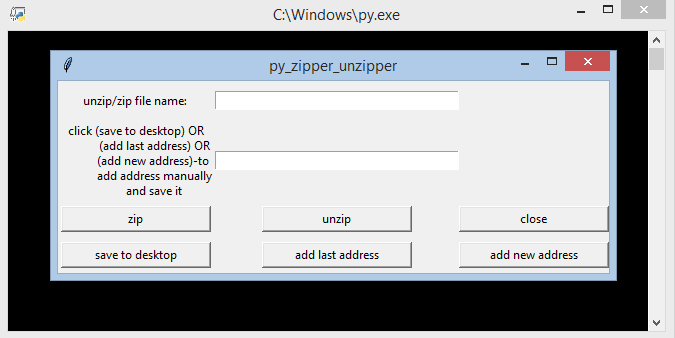 C:\Windows\py.exe
py_zipper_unzipper
unzip/zip file name:
click (save to desktop) OR
(add last address) OR
(add new address)-to
add address manually
and save it
zip unzip close
save to desktop add last address add new address